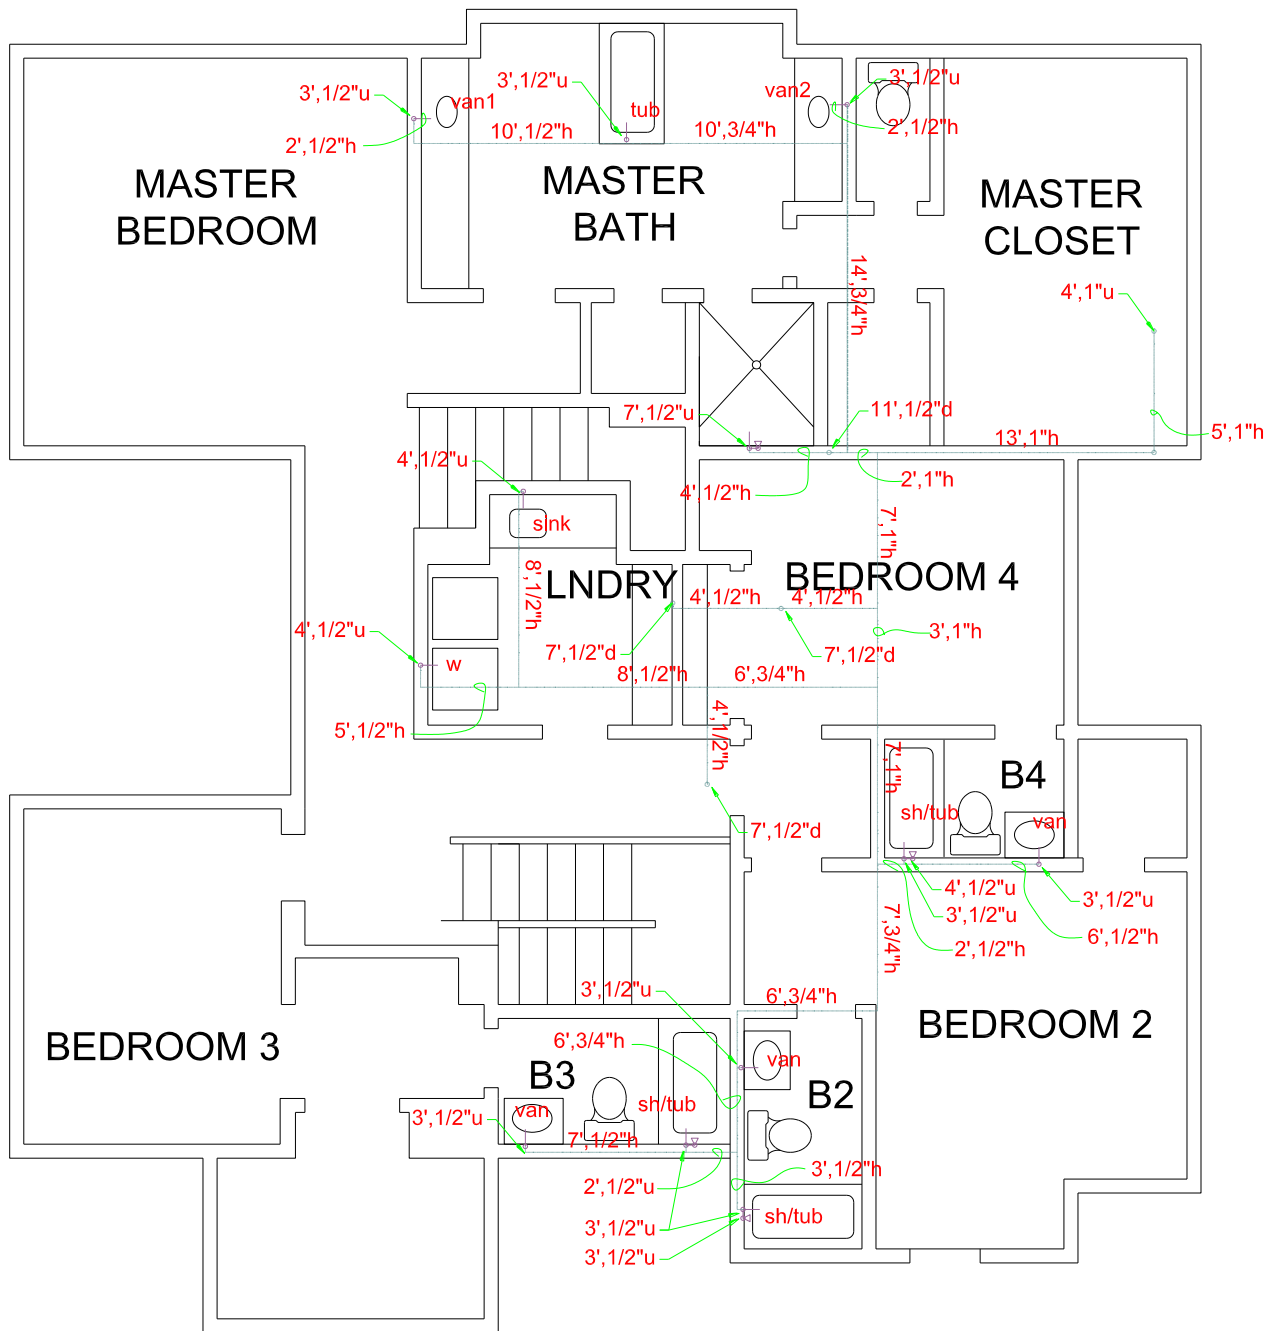 3',1/2"u
van1
2',1/2"h
10',1/2"h
3',1/2"u
tub
10',3/4"h
van2
3',1/2"u
2',1/2"h
MASTER
BEDROOM
MASTER
BATH
MASTER
CLOSET
14',3/4"h
4',1"u
5',1"h
7',1/2"u
11',1/2"d
13',1"h
4',1/2"u
4',1/2"h
2',1"h
sink
7',1"h
8',1/2"h
LNDRY
BEDROOM 4
4',1/2"h
4',1/2"h
4',1/2"u
w
7',1/2"d
7',1/2"d
3',1"h
8',1/2"h
6',3/4"h
5',1/2"h
4',1/2"h
7',1"h
B4
sh/tub
van
7',1/2"d
4',1/2"u
3',1/2"u
3',1/2"u
2',1/2"h
6',1/2"h
7',3/4"h
3',1/2"u
6',3/4"h
BEDROOM 3
6',3/4"h
BEDROOM 2
B3
van
B2
sh/tub
van
3',1/2"u
7',1/2"h
2',1/2"u
3',1/2"h
3',1/2"u
sh/tub
3',1/2"u